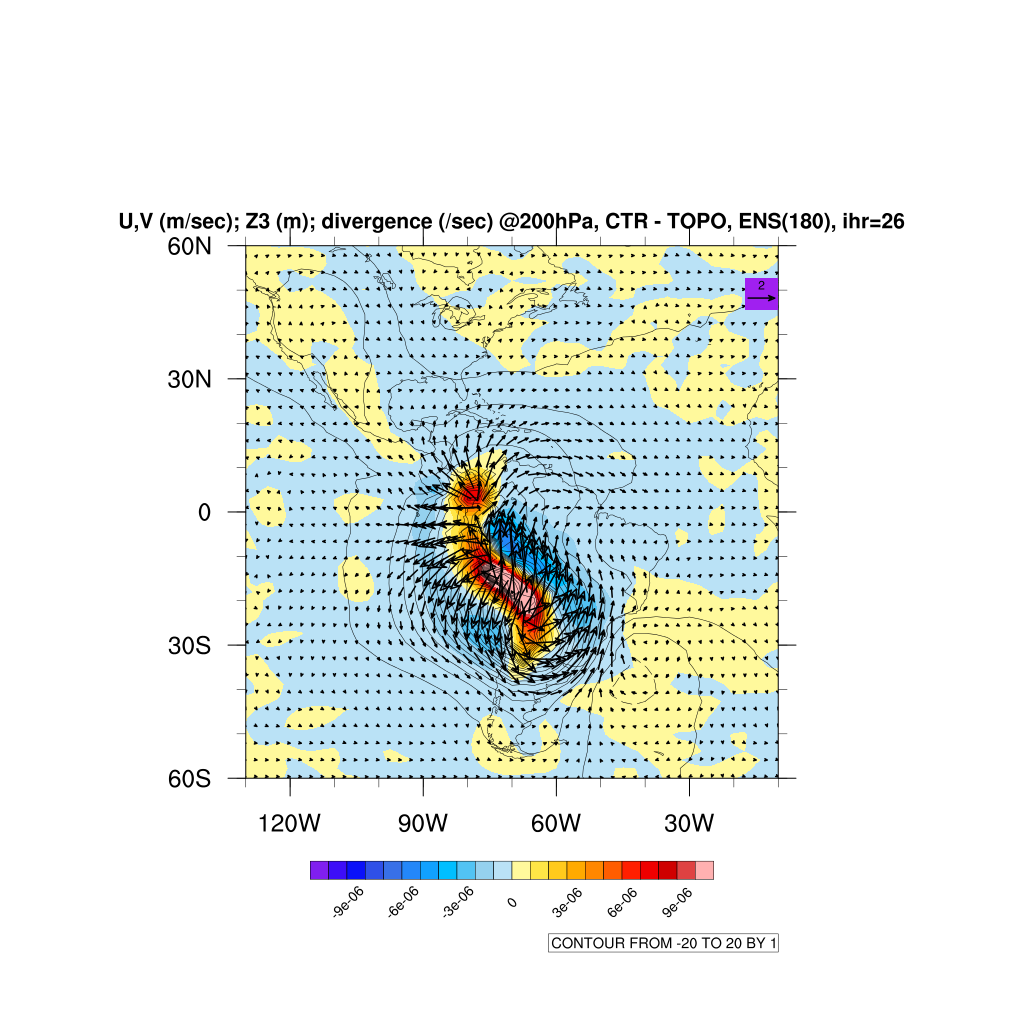 U,V (m/sec); Z3 (m); divergence (/sec) @200hPa, CTR - TOPO, ENS(180), ihr=26
60N
2
30N
0
30S
60S
120W 90W 60W 30W
-9e-06 -6e-06 -3e-06 0 3e-06 6e-06 9e-06
CONTOUR FROM -20 TO 20 BY 1